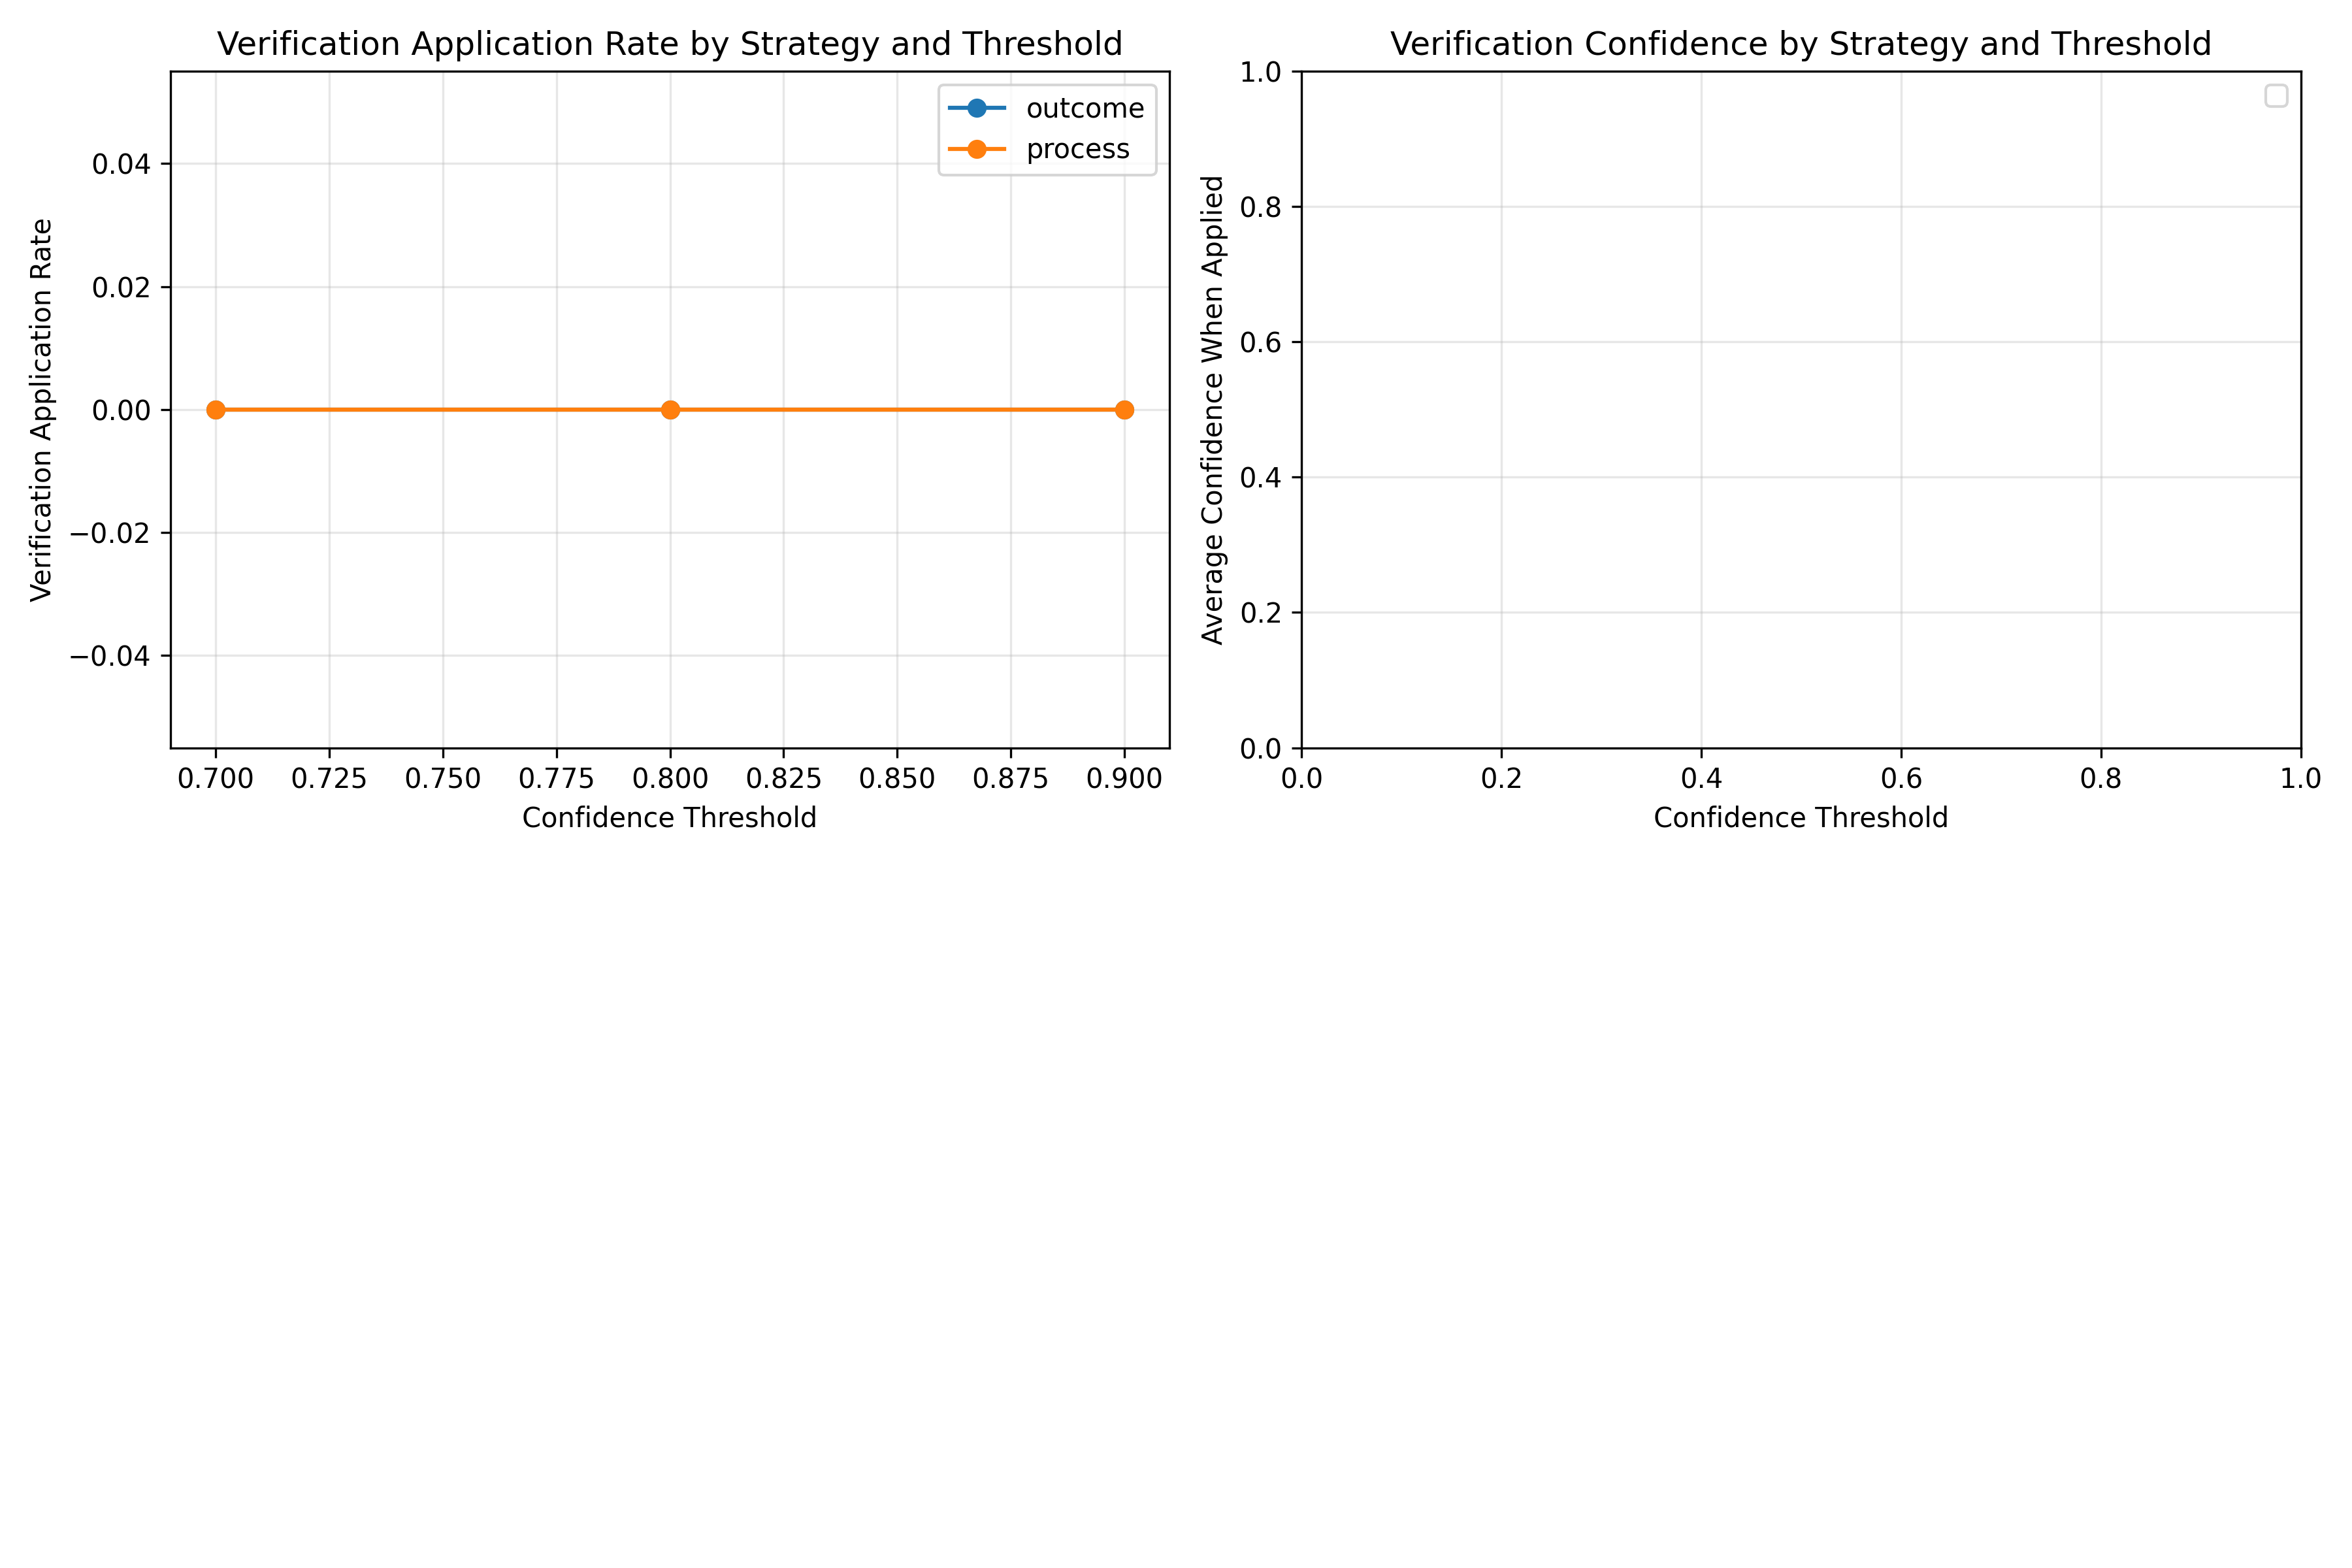 Verification Application Rate by Strategy and Threshold
outcome
process
0.04
0.02
0.00
−0.02
−0.04
Verification Application Rate
0.700 0.725 0.750 0.775 0.800 0.825 0.850 0.875 0.900
Confidence Threshold
Verification Confidence by Strategy and Threshold
1.0
0.8
0.6
0.4
0.2
0.0
Average Confidence When Applied
0.0 0.2 0.4 0.6 0.8 1.0
Confidence Threshold